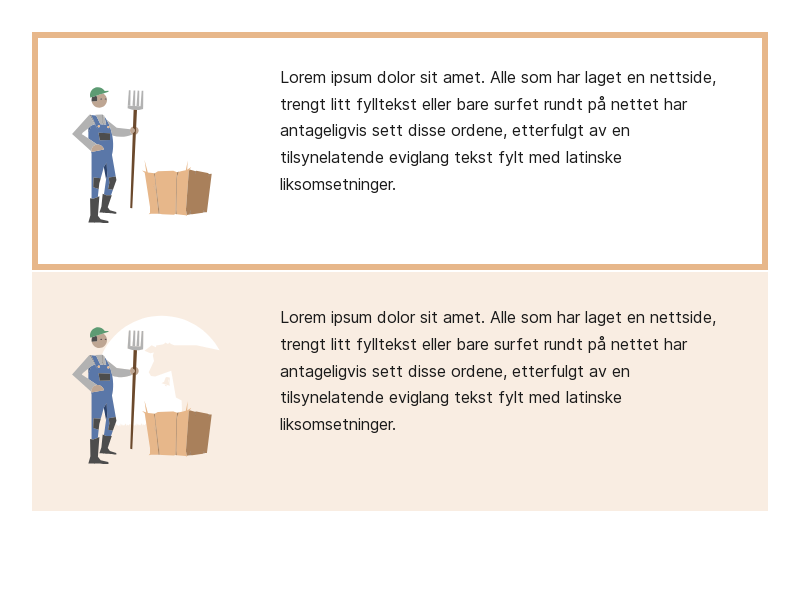 Lorem ipsum dolor sit amet. Alle som har laget en nettside,
trengt litt fylltekst eller bare surfet rundt på nettet har
antageligvis sett disse ordene, etterfulgt av en
tilsynelatende eviglang tekst fylt med latinske
liksomsetninger.
Lorem ipsum dolor sit amet. Alle som har laget en nettside,
trengt litt fylltekst eller bare surfet rundt på nettet har
antageligvis sett disse ordene, etterfulgt av en
tilsynelatende eviglang tekst fylt med latinske
liksomsetninger.